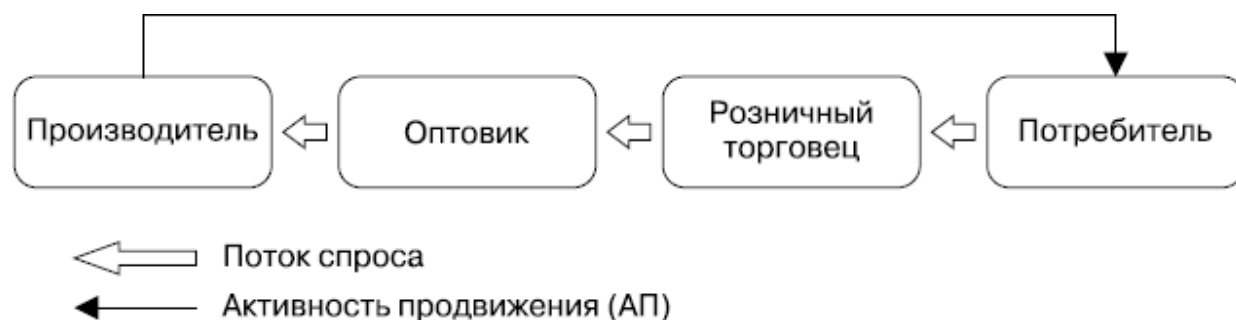 Производитель
Оптовик
Розничный
торговец
Потребитель
Поток спроса
Активность продвижения (АП)